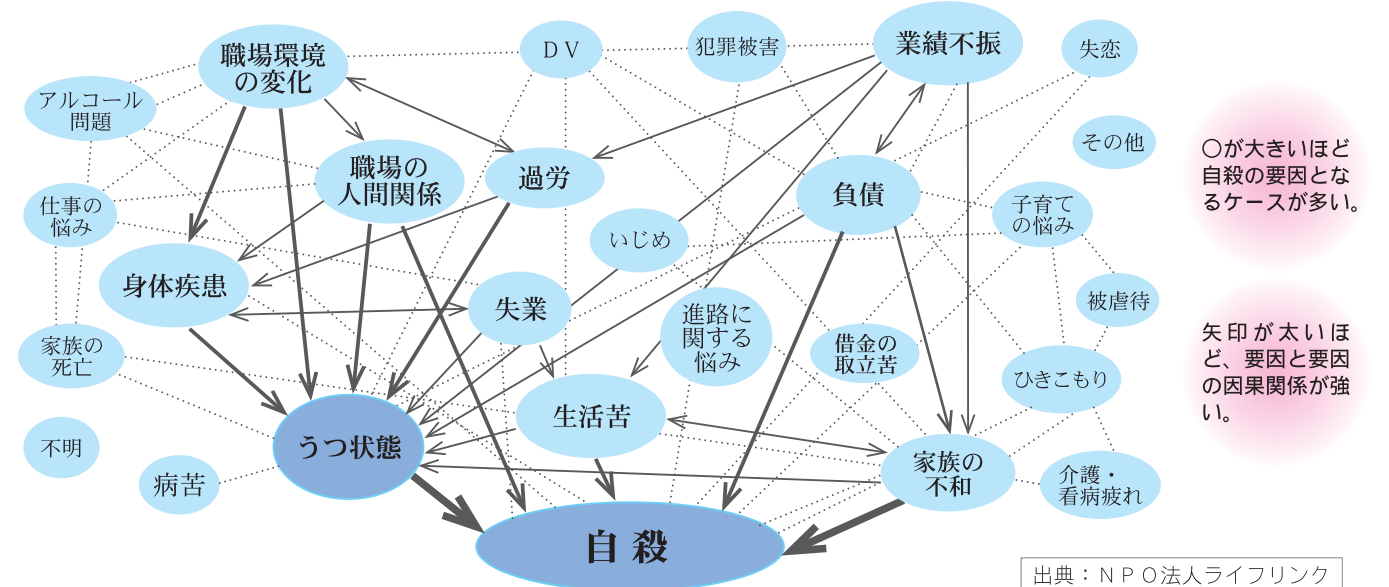 職場環境
の変化
DV
犯罪被害
業績不振
失恋
アルコール
問題
職場の
人間関係
過労
その他
〇が大きいほど
自殺の要因とな
るケースが多い。
仕事の
悩み
いじめ
負債
子育て
の悩み
身体疾患
失業
進路に
関する
悩み
借金の
取立苦
被虐待
家族の
死亡
ひきこもり
矢印が太いほ
ど、要因と要因
の因果関係が強
い。
不明
うつ状態
生活苦
家族の
不和
病苦
介護・
看病疲れ
自殺
出典：NPO法人ライフリンク